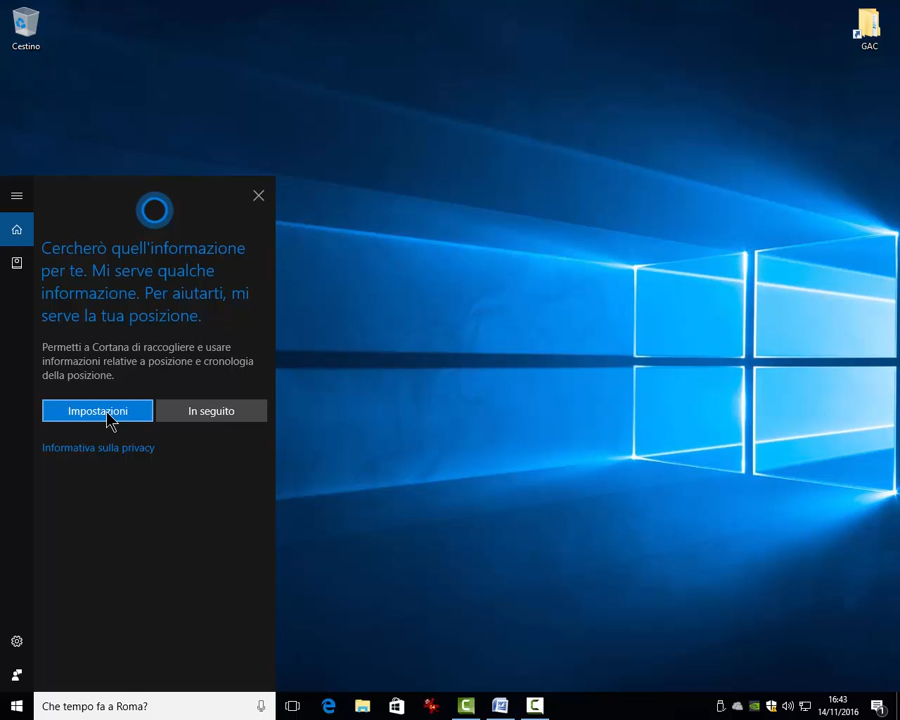 Cestino
GAC
Cercherò quell'informazione
per te. Mi serve qualche
informazione. Per aiutarti, mi
serve la tua posizione.
Permetti a Cortana di raccogliere e usare
informazioni relative a posizione e cronologia
della posizione.
Impostazioni
In seguito
Informativa sulla privacy
Che tempo fa a Roma?
16:43
14/11/2016